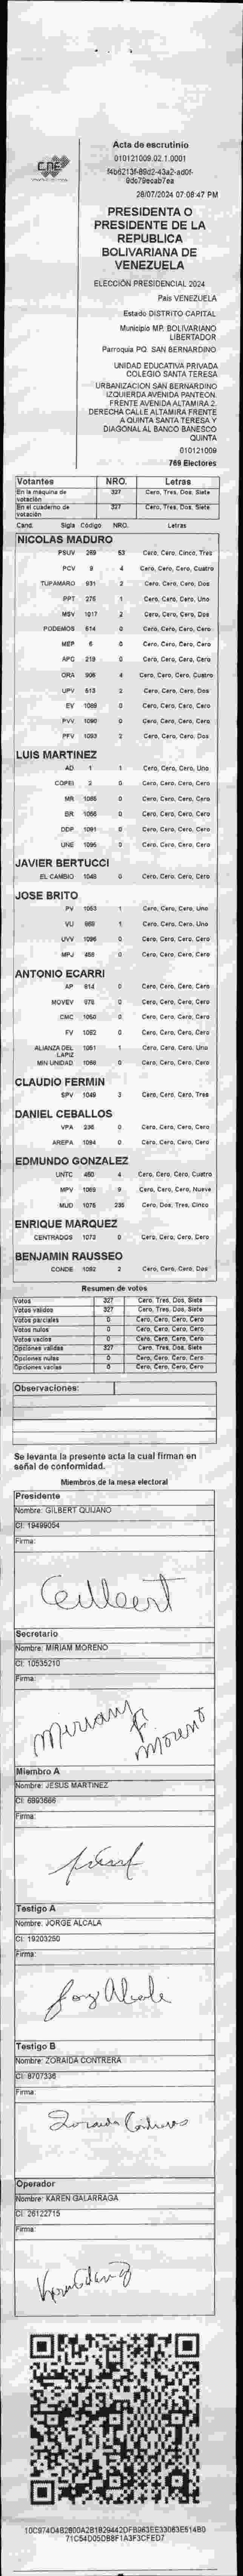 CNE
Acta de escrutinio
010121009.02.1.0001
28/07/2024 07:08:47 PM
PRESIDENTA O
PRESIDENTE DE LA
REPUBLICA
BOLIVARIANA DE
VENEZUELA
ELECCIÓN PRESIDENCIAL 2024
País VENEZUELA
Estado DISTRITO CAPITAL
Municipio MP. BOLIVARIANO
LIBERTADOR
Parroquia PQ. SAN BERNARDINO
UNIDAD EDUCATIVA PRIVADA
COLEGIO SANTA TERESA
URBANIZACION SAN BERNARDINO
IZQUIERDA AVENIDA PANTEON.
FRENTE AVENIDA ALTAMIRA 2.
DERECHA CALLE ALTAMIRA FRENTE
A QUINTA SANTA TERESA Y
DIAGONAL AL BANCO BANESCO
QUINTA
010121009
769 Electores
Votantes NRO. Letras
En la máquina de votación 327 Cero, Tres, Dos, Siete
En el cuaderno de votación 327 Cero, Tres, Dos, Siete
Cand. Sigla Código NRO. Letras
NICOLAS MADURO
PSUV 269 53 Cero, Cero, Cinco, Tres
PCV 9 4 Cero, Cero, Cero, Cuatro
TUPAMARO 931 2 Cero, Cero, Cero, Dos
PPT 276 1 Cero, Cero, Cero, Uno
MSV 1017 2 Cero, Cero, Cero, Dos
PODEMOS 614 0 Cero, Cero, Cero, Cero
MEP 6 0 Cero, Cero, Cero, Cero
APC 219 0 Cero, Cero, Cero, Cero
ORA 906 4 Cero, Cero, Cero, Cuatro
UPV 513 2 Cero, Cero, Cero, Dos
EV 1089 0 Cero, Cero, Cero, Cero
PVV 1090 0 Cero, Cero, Cero, Cero
PFV 1093 2 Cero, Cero, Cero, Dos
LUIS MARTINEZ
AD 1 1 Cero, Cero, Cero, Uno
COPEI 3 0 Cero, Cero, Cero, Cero
MR 0 Cero, Cero, Cero, Cero
BR 1056 0 Cero, Cero, Cero, Cero
DDP 1091 0 Cero, Cero, Cero, Cero
UNE 1095 0 Cero, Cero, Cero, Cero
JAVIER BERTUCCI
EL CAMBIO 0 Cero, Cero, Cero, Cero
JOSE BRITO
PV 1053 1 Cero, Cero, Cero, Uno
VU 869 1 Cero, Cero, Cero, Uno
UVV 1096 0 Cero, Cero, Cero, Cero
MPJ 455 0 Cero, Cero, Cero, Cero
ANTONIO ECARRI
AP 814 0 Cero, Cero, Cero, Cero
MOVEV 978 0 Cero, Cero, Cero, Cero
CMC 1050 0 Cero, Cero, Cero, Cero
FV 1052 0 Cero, Cero, Cero, Cero
ALIANZA DEL LAPIZ 1051 1 Cero, Cero, Cero, Uno
MIN UNIDAD 1058 0 Cero, Cero, Cero, Cero
CLAUDIO FERMIN
SPV 1049 3 Cero, Cero, Cero, Tres
DANIEL CEBALLOS
VPA 236 0 Cero, Cero, Cero, Cero
AREPA 1094 0 Cero, Cero, Cero, Cero
EDMUNDO GONZALEZ
UNTC 450 4 Cero, Cero, Cero, Cuatro
MPV 1069 9 Cero, Cero, Cero, Nueve
MUD 1075 235 Cero, Dos, Tres, Cinco
ENRIQUE MARQUEZ
CENTRADOS 1073 0 Cero, Cero, Cero, Cero
BENJAMIN RAUSSEO
CONDE 1082 2 Cero, Cero, Cero, Dos
Resumen de votos
Votos 327 Cero, Tres, Dos, Siete
Votos válidos 327 Cero, Tres, Dos, Siete
Votos parciales 0 Cero, Cero, Cero, Cero
Votos nulos 0 Cero, Cero, Cero, Cero
Votos vacíos 0 Cero, Cero, Cero, Cero
Opciones válidas 327 Cero, Tres, Dos, Siete
Opciones nulas 0 Cero, Cero, Cero, Cero
Opciones vacías 0 Cero, Cero, Cero, Cero
Observaciones:
Se levanta la presente acta la cual firman en
señal de conformidad.
Miembros de la mesa electoral
Presidente
Nombre: GILBERT QUIJANO
CI: 19499054
Firma:
Gilbert
Secretario
Nombre: MIRIAM MORENO
CI: 10535210
Firma:
Miriam
Moreno
Miembro A
Nombre: JESUS MARTINEZ
CI: 6893566
Firma:
Testigo A
Nombre: JORGE ALCALA
CI: 19203250
Firma:
Jorge Alcala
Testigo B
Nombre: ZORAIDA CONTRERA
CI: 8707336
Firma:
Zoraida Contreras
Operador
Nombre: KAREN GALARRAGA
CI: 26122715
Firma: